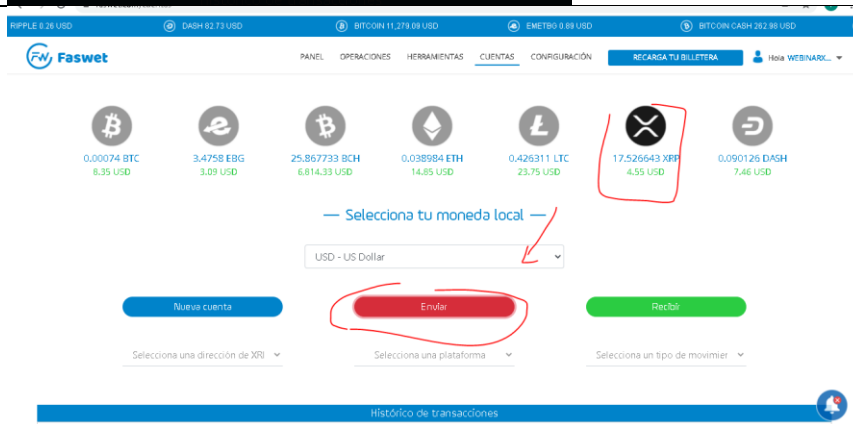 RIPPLE 0.26 USD DASH 82.73 USD BITCOIN 11,279.09 USD EMETBG 0.89 USD BITCOIN CASH 262.98 USD
FW Faswet PANEL OPERACIONES HERRAMIENTAS CUENTAS CONFIGURACIÓN RECARGA TU BILLETERA Hola WEBINARX...
0.00074 BTC 3.4758 EBG 25.867733 BCH 0.038984 ETH 0.426311 LTC 17.526643 XRP 0.090126 DASH
8.35 USD 3.09 USD 6,614.33 USD 14.85 USD 23.75 USD 4.55 USD 7.46 USD
— Selecciona tu moneda local —
USD - US Dollar
Nueva cuenta Enviar Recibir
Selecciona una dirección de XRI Selecciona una plataforma Selecciona un tipo de movimier
Histórico de transacciones